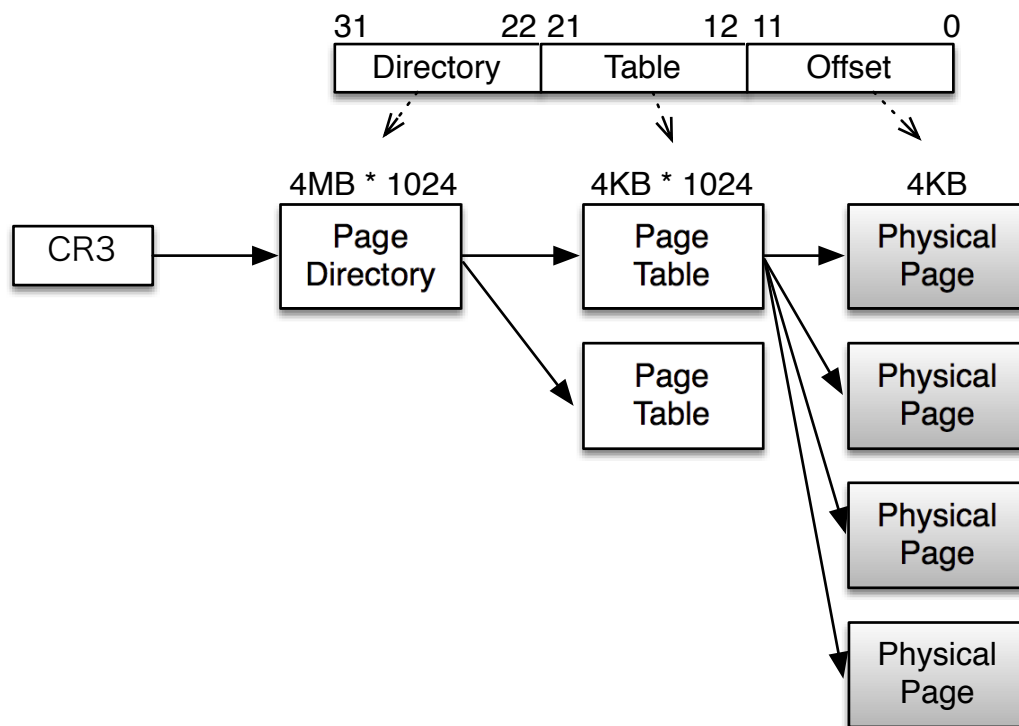 31 22 21 12 11 0
Directory Table Offset
4MB * 1024 4KB * 1024 4KB
CR3
Page
Directory
Page
Table
Physical
Page
Page
Table
Physical
Page
Physical
Page
Physical
Page